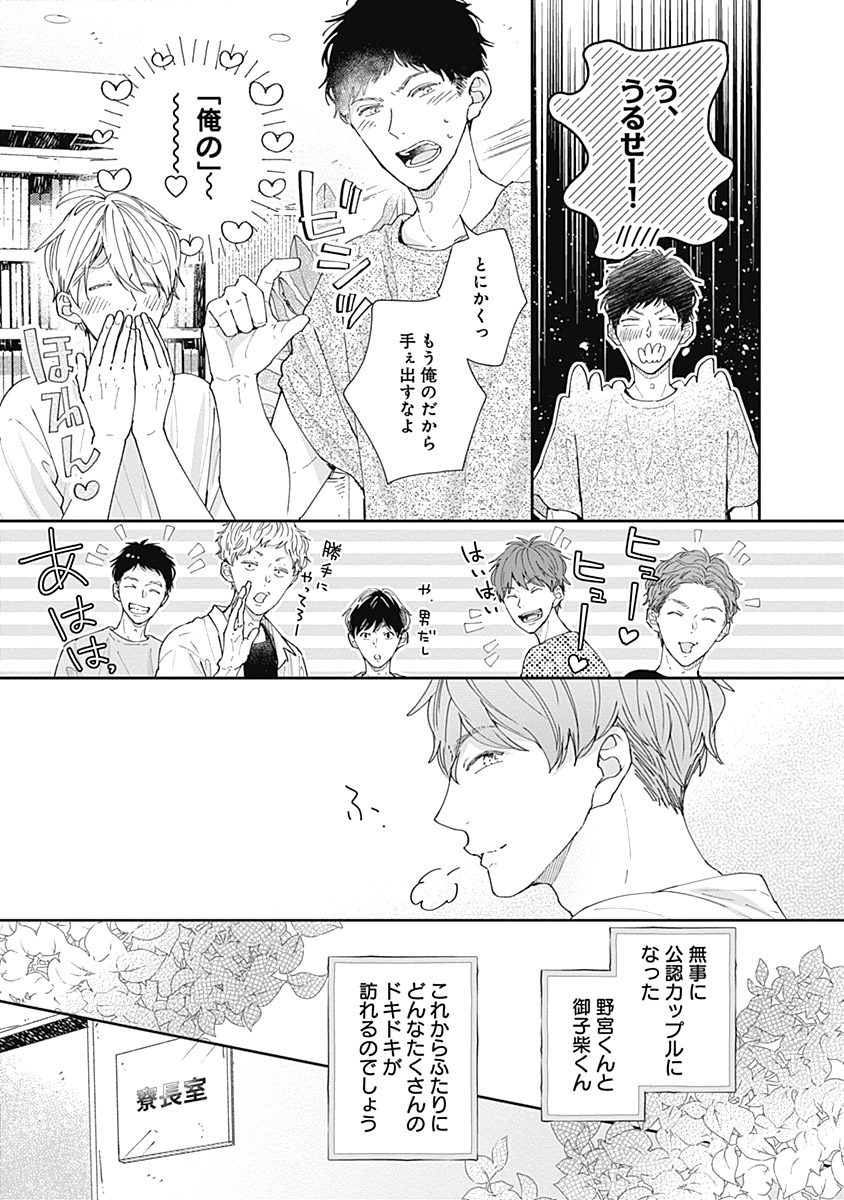 う、
うるせー！
とにかくっ
もう俺のだから
手ェ出すなよ
ビシッ
「俺の」〜
ほわん
ヒュー
ヒュー
はいはい
や、男だし
勝手に
やってろー
あはは、
ふ、
無事に
公認カップルに
なった
野宮くんと
御子柴くん
これからふたりに
どんなたくさんの
ドキドキが
訪れるのでしょう
寮長室